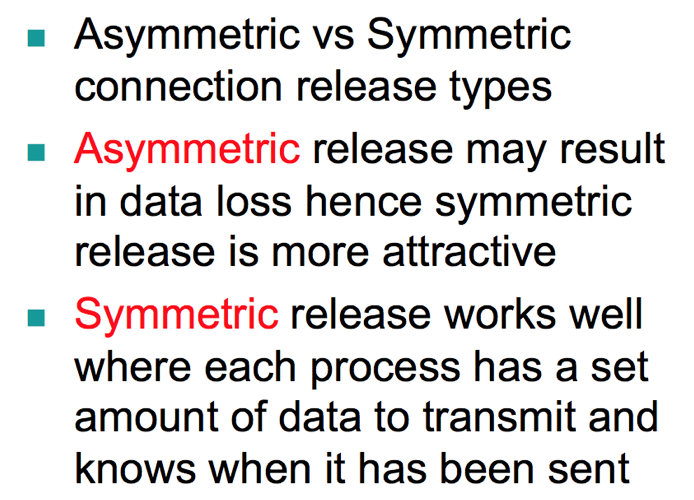 Asymmetric vs Symmetric
connection release types
Asymmetric release may result
in data loss hence symmetric
release is more attractive
Symmetric release works well
where each process has a set
amount of data to transmit and
knows when it has been sent